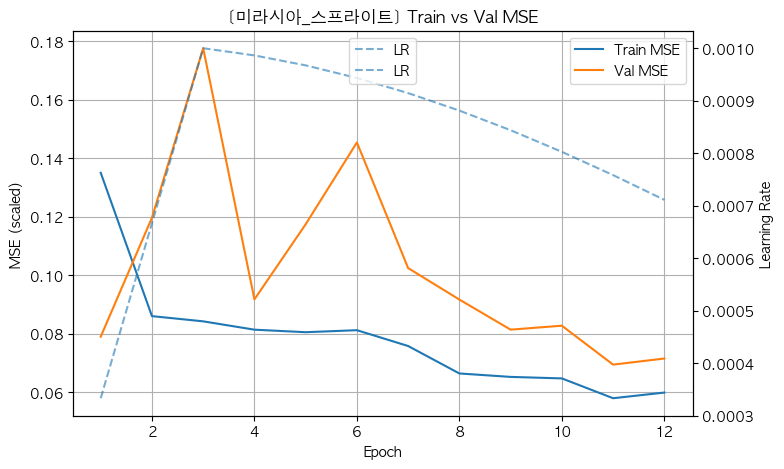 [미라시아_스프라이트] Train vs Val MSE
MSE (scaled)
0.18
0.16
0.14
0.12
0.10
0.08
0.06
LR
LR
Train MSE
Val MSE
0.0010
0.0009
0.0008
0.0007
0.0006
0.0005
0.0004
0.0003
Learning Rate
2 4 6 8 10 12
Epoch